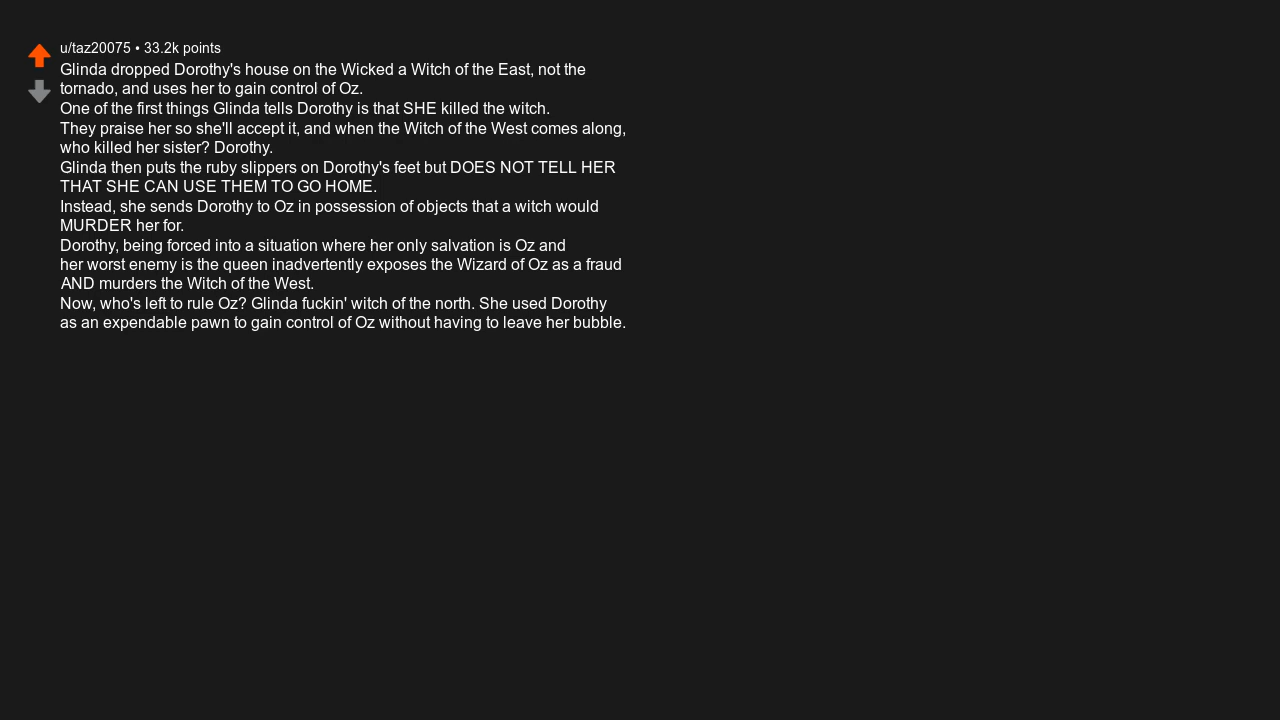 u/taz20075 • 33.2k points
Glinda dropped Dorothy's house on the Wicked a Witch of the East, not the
tornado, and uses her to gain control of Oz.
One of the first things Glinda tells Dorothy is that SHE killed the witch.
They praise her so she'll accept it, and when the Witch of the West comes along,
who killed her sister? Dorothy.
Glinda then puts the ruby slippers on Dorothy's feet but DOES NOT TELL HER
THAT SHE CAN USE THEM TO GO HOME.
Instead, she sends Dorothy to Oz in possession of objects that a witch would
MURDER her for.
Dorothy, being forced into a situation where her only salvation is Oz and
her worst enemy is the queen inadvertently exposes the Wizard of Oz as a fraud
AND murders the Witch of the West.
Now, who's left to rule Oz? Glinda fuckin' witch of the north. She used Dorothy
as an expendable pawn to gain control of Oz without having to leave her bubble.